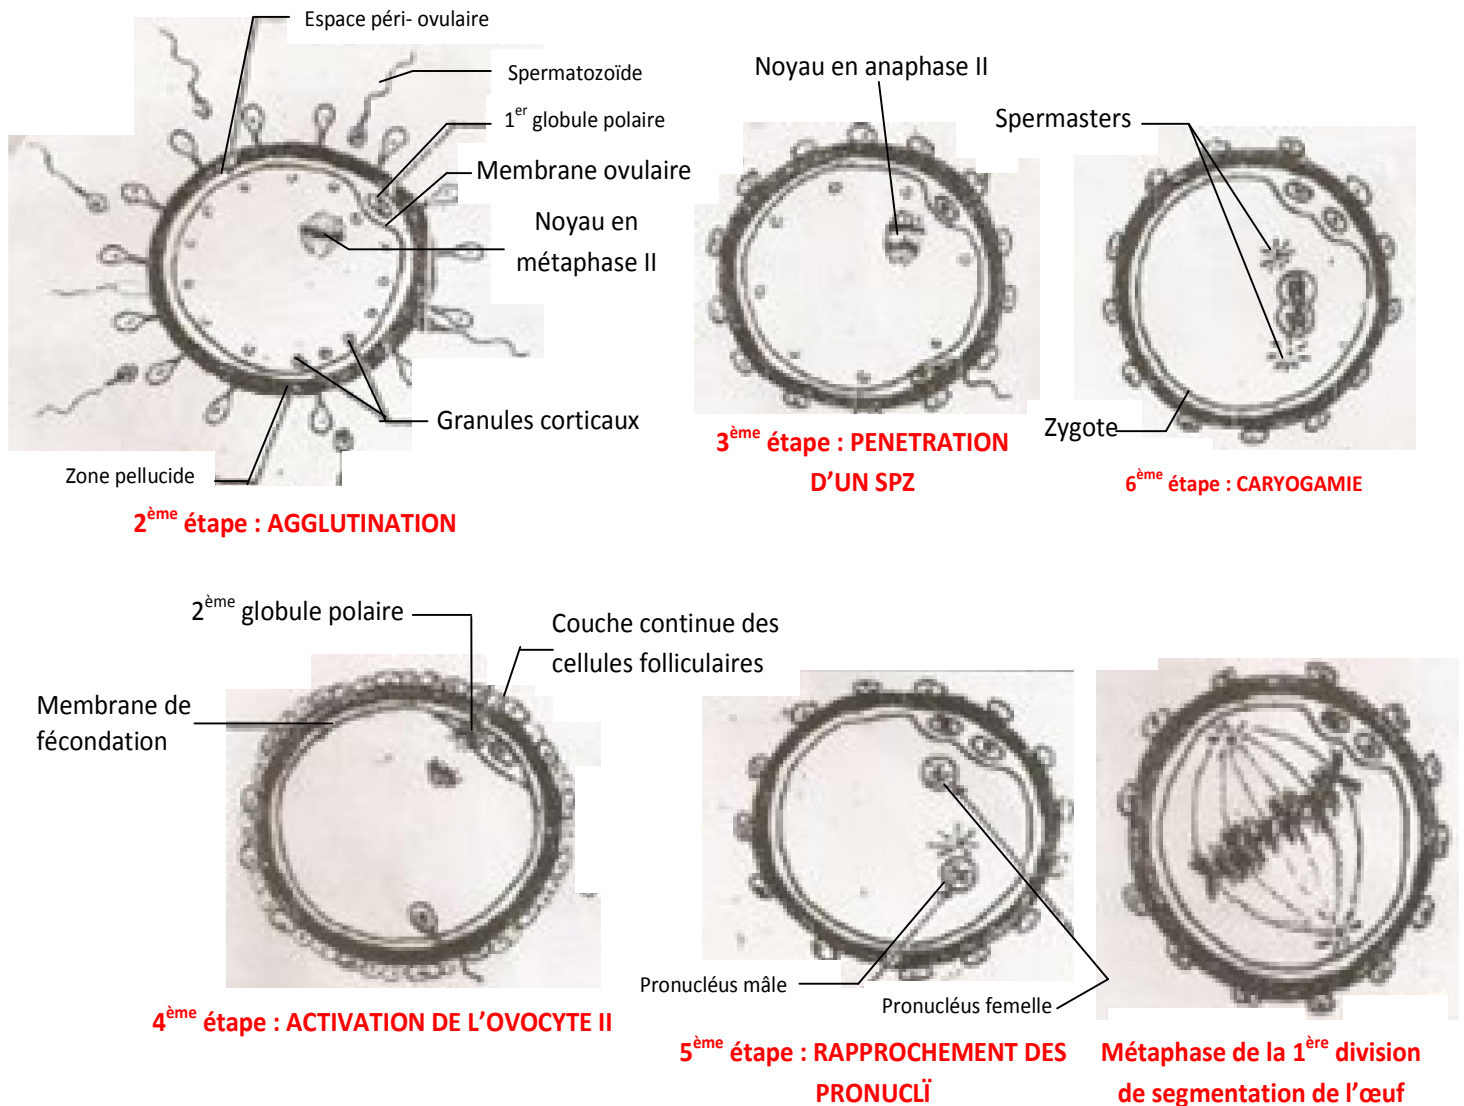 Espace péri- ovulaire
Spermatozoïde
1er globule polaire
Membrane ovulaire
Noyau en
métaphase II
Granules corticaux
Zone pellucide
2ème étape : AGGLUTINATION
Noyau en anaphase II
3ème étape : PENETRATION
D’UN SPZ
Spermasters
Zygote
6ème étape : CARYOGAMIE
2ème globule polaire
Couche continue des
cellules folliculaires
Membrane de
fécondation
4ème étape : ACTIVATION DE L’OVOCYTE II
Pronucléus mâle
Pronucléus femelle
5ème étape : RAPPROCHEMENT DES
PRONUCLÏ
Métaphase de la 1ère division
de segmentation de l’œuf